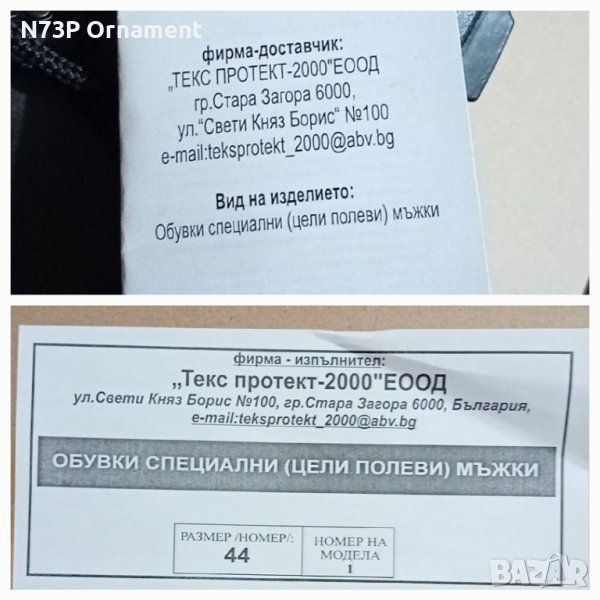 N73P Ornament
фирма-доставчик:
„ТЕКС ПРОТЕКТ-2000"ЕООД
гр.Стара Загора 6000,
ул.“Свети Княз Борис“ №100
e-mail:teksprotekt_2000@abv.bg
Вид на изделието:
Обувки специални (цели полеви) мъжки
фирма - изпълнител:
„Текс протект-2000"ЕООД
ул.Свети Княз Борис №100, гр.Стара Загора 6000, България,
e-mail:teksprotekt_2000@abv.bg
ОБУВКИ СПЕЦИАЛНИ (ЦЕЛИ ПОЛЕВИ) МЪЖКИ
РАЗМЕР /НОМЕР/:
44
НОМЕР НА
МОДЕЛА
1
BAZAR